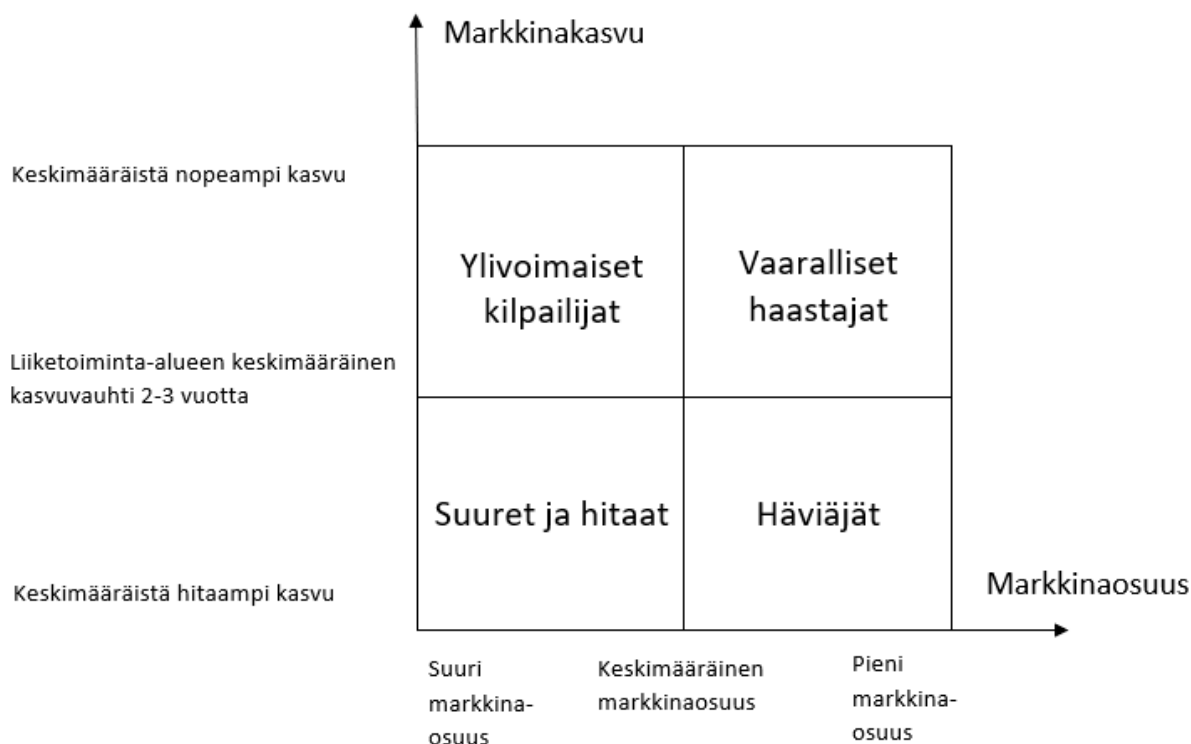 Markkinakasvu
Keskimääräistä nopeampi kasvu
Ylivoimaiset
kilpailijat
Vaaralliset
haastajat
Liiketoiminta-alueen keskimääräinen
kasvuvauhti 2-3 vuotta
Suuret ja hitaat
Häviäjät
Keskimääräistä hitaampi kasvu
Markkinaosuus
Suuri
markkina-
osuus
Keskimääräinen
markkinaosuus
Pieni
markkina-
osuus